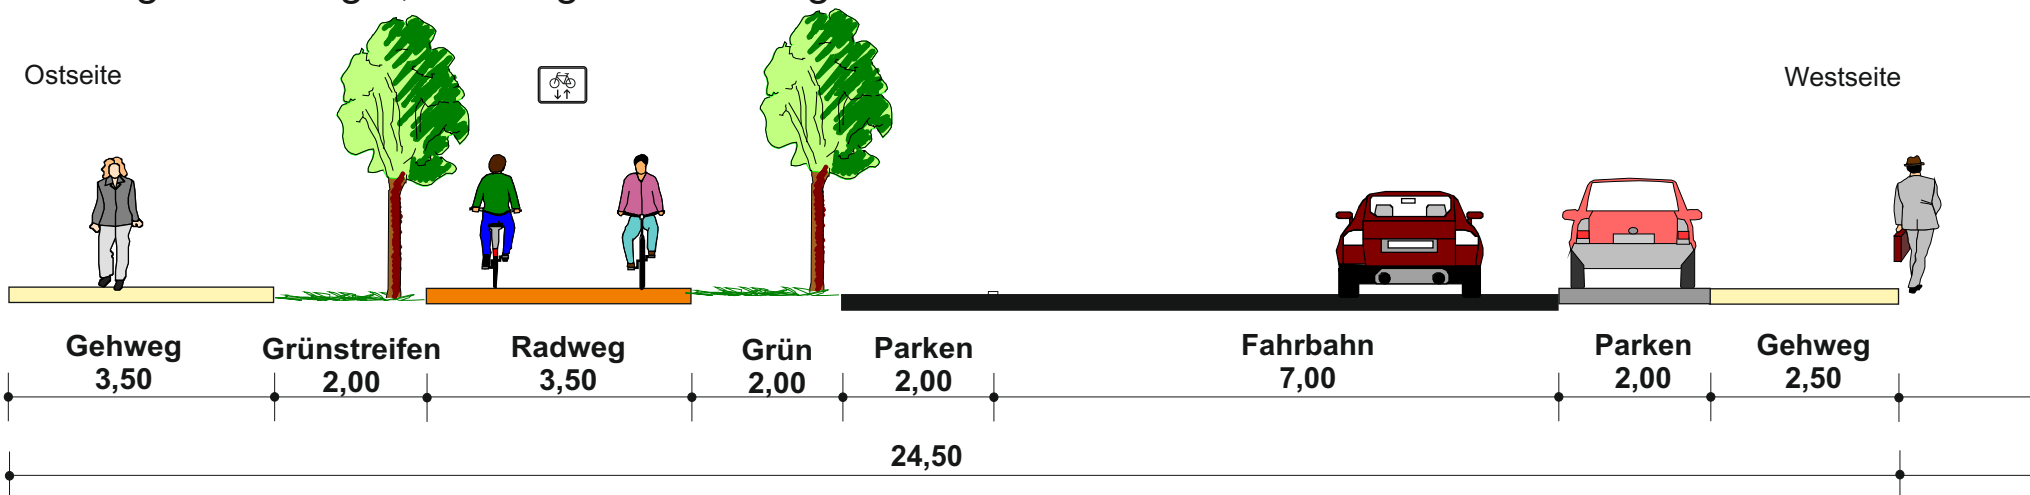 Ostseite
Westseite
Gehweg
3,50
Grünstreifen
2,00
Radweg
3,50
Grün
2,00
Parken
2,00
Fahrbahn
7,00
Parken
2,00
Gehweg
2,50
24,50